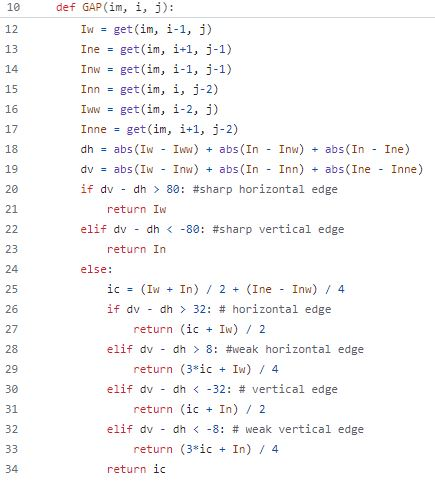 10 def GAP(im, i, j):
12 Iw = get(im, i-1, j)
13 Ine = get(im, i+1, j-1)
14 Inw = get(im, i-1, j-1)
15 Inn = get(im, i, j-2)
16 Iww = get(im, i-2, j)
17 Inne = get(im, i+1, j-2)
18 dh = abs(Iw - Iww) + abs(In - Inw) + abs(In - Ine)
19 dv = abs(Iw - Inw) + abs(In - Inn) + abs(Ine - Inne)
20 if dv - dh > 80: #sharp horizontal edge
21 return Iw
22 elif dv - dh < -80: #sharp vertical edge
23 return In
24 else:
25 ic = (Iw + In) / 2 + (Ine - Inw) / 4
26 if dv - dh > 32: # horizontal edge
27 return (ic + Iw) / 2
28 elif dv - dh > 8: #weak horizontal edge
29 return (3*ic + Iw) / 4
30 elif dv - dh < -32: # vertical edge
31 return (ic + In) / 2
32 elif dv - dh < -8: # weak vertical edge
33 return (3*ic + In) / 4
34 return ic